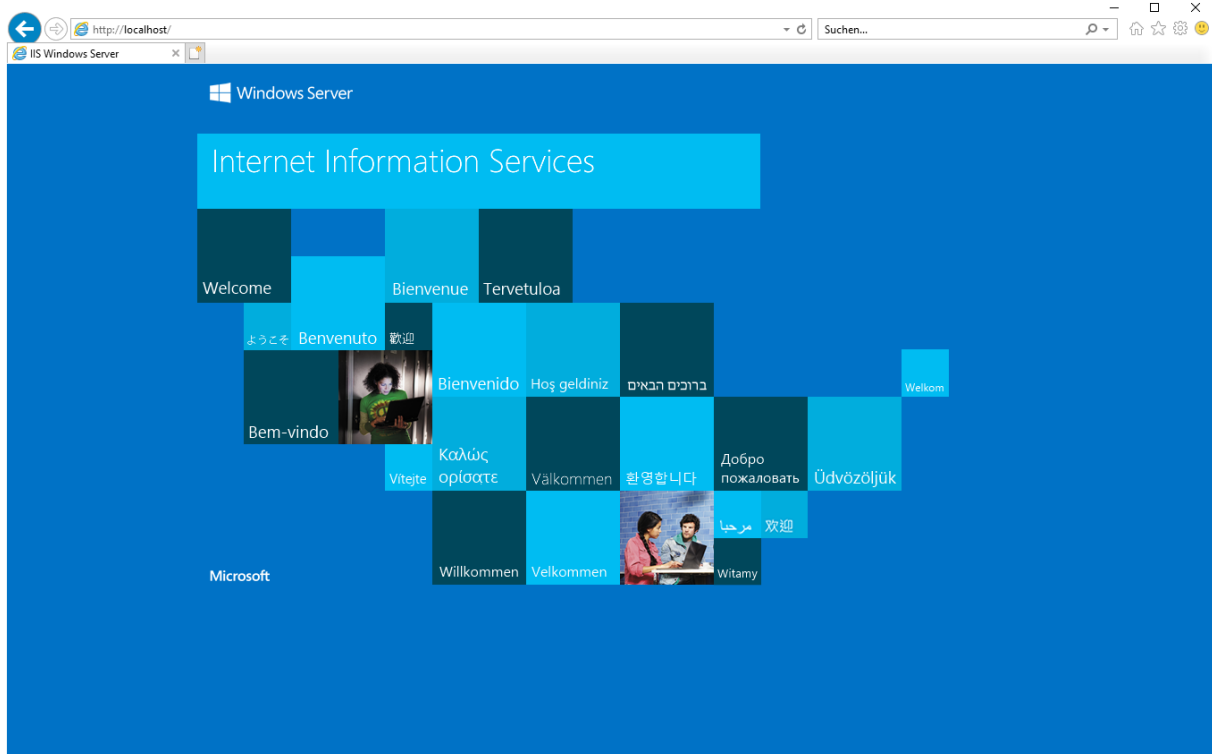 http://localhost/
Suchen...
IIS Windows Server
Windows Server
Internet Information Services
Welcome
Bienvenue
Tervetuloa
ようこそ
Benvenuto
歡迎
Bienvenido
Hoş geldiniz
ברוכים הבאים
Welkom
Bem-vindo
Vítejte
Καλώς
ορίσατε
Välkommen
환영합니다
Добро
пожаловать
Üdvözöljük
Willkommen
Velkommen
مرحبا
欢迎
Witamy
Microsoft